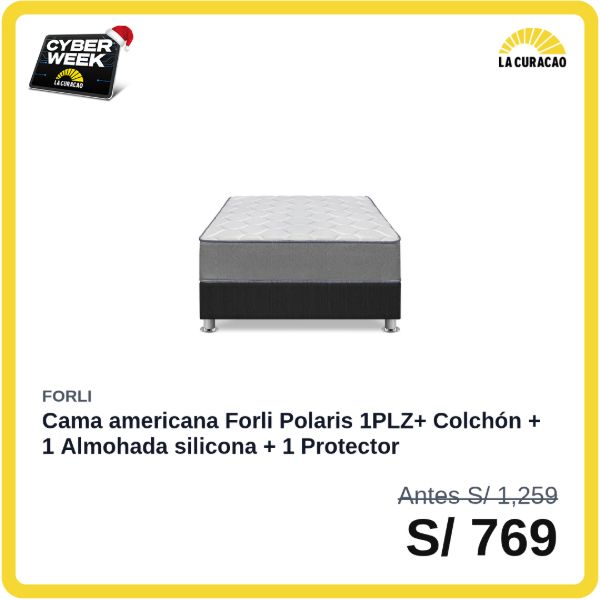 CYBER
WEEK
LA CURACAO
LA CURACAO
FORLI
Cama americana Forli Polaris 1PLZ+ Colchón +
1 Almohada silicona + 1 Protector
Antes S/ 1,259
S/ 769